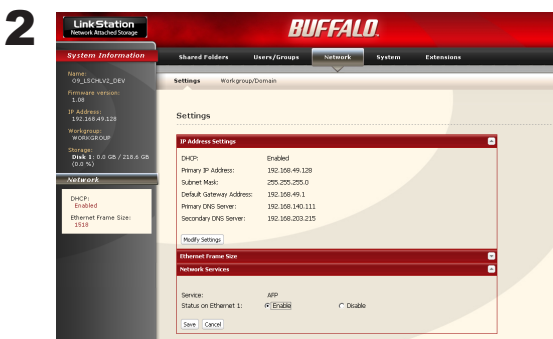 2
LinkStation
Network Attached Storage
BUFFALO.
System Information
Name:
O9_LSCHLV2_DEV
Firmware version:
1.08
IP Address:
192.168.49.128
Workgroup:
WORKGROUP
Storage:
Disk 1: 0.0 GB / 218.6 GB
(0.0 %)
Network
DHCP:
Enabled
Ethernet Frame Size:
1518
Shared Folders Users/Groups Network System Extensions
Settings Workgroup/Domain
Settings
IP Address Settings
DHCP: Enabled
Primary IP Address: 192.168.49.128
Subnet Mask: 255.255.255.0
Default Gateway Address: 192.168.49.1
Primary DNS Server: 192.168.140.111
Secondary DNS Server: 192.168.203.215
Modify Settings
Ethernet Frame Size
Network Services
Service: AFP
Status on Ethernet 1: Enable Disable
Save Cancel